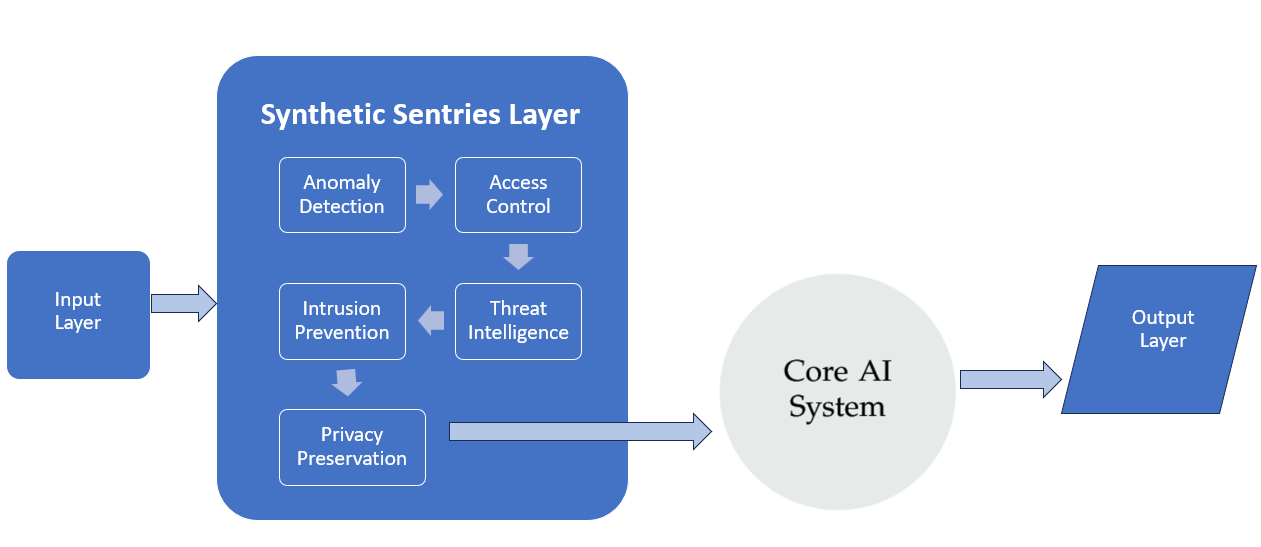 Synthetic Sentries Layer
Anomaly
Detection
Access
Control
Intrusion
Prevention
Threat
Intelligence
Privacy
Preservation
Input
Layer
Core AI
System
Output
Layer